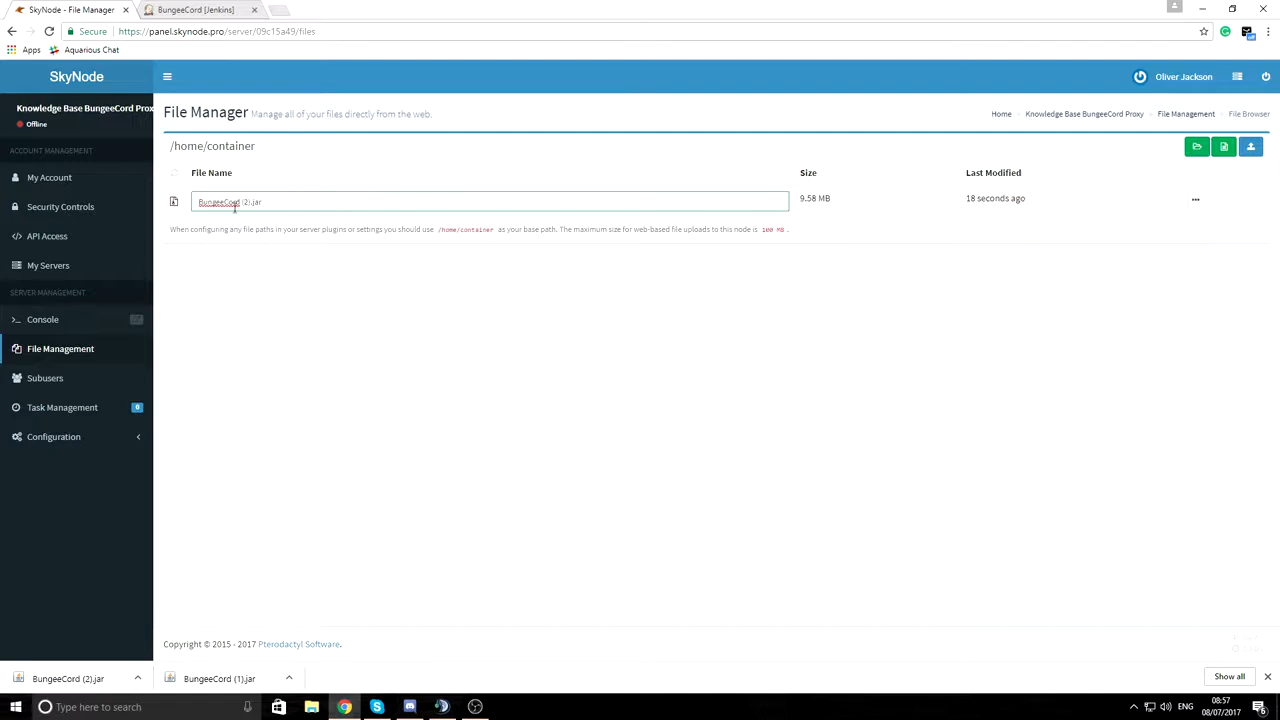 SkyNode - File Manager
BungeeCord [Jenkins]
Secure https://panel.skynode.pro/server/09c15a49/files
Apps Aquarious Chat
SkyNode
Oliver Jackson
Knowledge Base BungeeCord Prox
Offline
File Manager Manage all of your files directly from the web.
Home Knowledge Base BungeeCord Proxy File Management File Browser
/home/container
ACCOUNT MANAGEMENT
My Account
Security Controls
API Access
My Servers
SERVER MANAGEMENT
Console
File Management
Subusers
Task Management 0
Configuration
File Name Size Last Modified
BungeeCord (2).jar 9.58 MB 18 seconds ago
When configuring any file paths in your server plugins or settings you should use /home/container as your base path. The maximum size for web-based file uploads to this node is 100 MB .
Copyright © 2015 - 2017 Pterodactyl Software.
BungeeCord (2).jar BungeeCord (1).jar Show all
Type here to search
ENG
08:57
08/07/2017